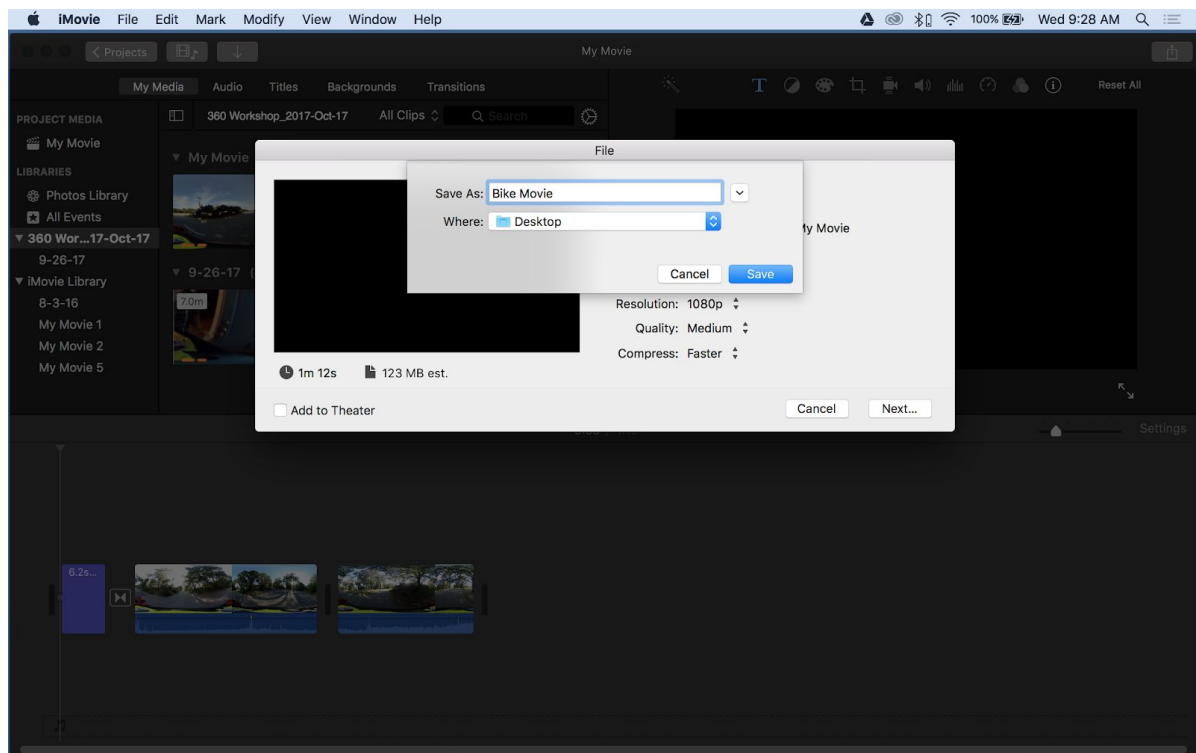 iMovie File Edit Mark Modify View Window Help 100% Wed 9:28 AM
Projects My Movie
My Media Audio Titles Backgrounds Transitions T Reset All
PROJECT MEDIA
360 Workshop_2017-Oct-17 All Clips Search
My Movie
LIBRARIES
Photos Library
All Events
360 Wor...17-Oct-17
9-26-17
iMovie Library
8-3-16
My Movie 1
My Movie 2
My Movie 5
My Movie
9-26-17 (
7.0m
File
Save As: Bike Movie
Where: Desktop
Cancel Save
My Movie
Resolution: 1080p
Quality: Medium
Compress: Faster
1m 12s 123 MB est.
Add to Theater
Cancel Next...
Settings
6.2s...